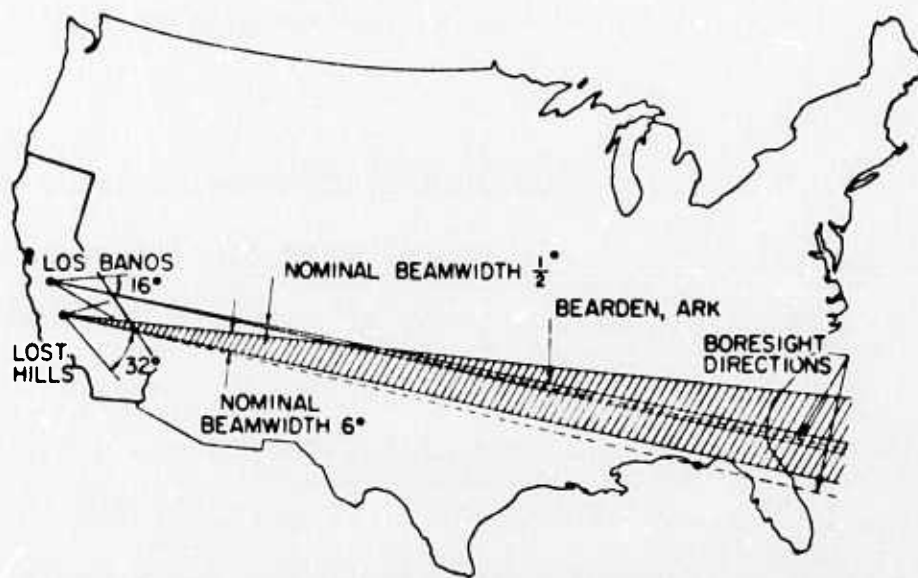 LOS BANOS
16°
NOMINAL BEAMWIDTH 1/2°
BEARDEN, ARK
BORESIGHT
DIRECTIONS
LOST
HILLS
32°
NOMINAL
BEAMWIDTH 6°